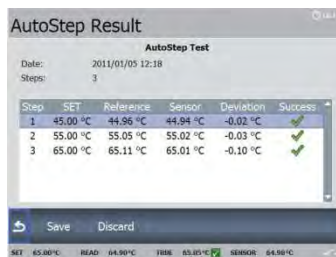 AutoStep Result
AutoStep Test
Date: 2011/01/05 12:18
Steps: 3
Step SET Reference Sensor Deviation Success
1 45.00 °C 44.96 °C 44.94 °C -0.02 °C
2 55.00 °C 55.05 °C 55.02 °C -0.03 °C
3 65.00 °C 65.11 °C 65.01 °C -0.10 °C
Save Discard
SET 65.00°C READ 64.90°C TRUE 65.05°C SENSOR 64.98°C